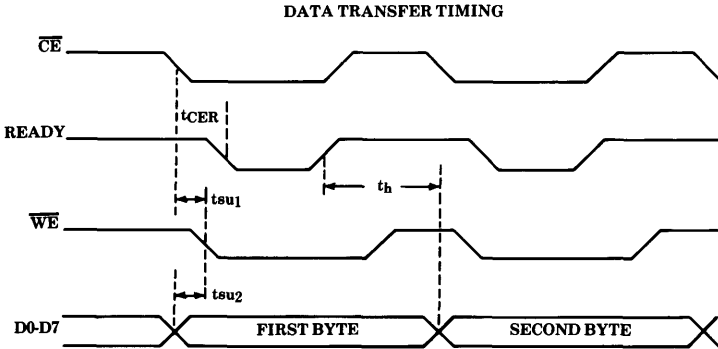 DATA TRANSFER TIMING
CE
tCER
READY
th
tsu1
WE
tsu2
D0-D7 FIRST BYTE SECOND BYTE